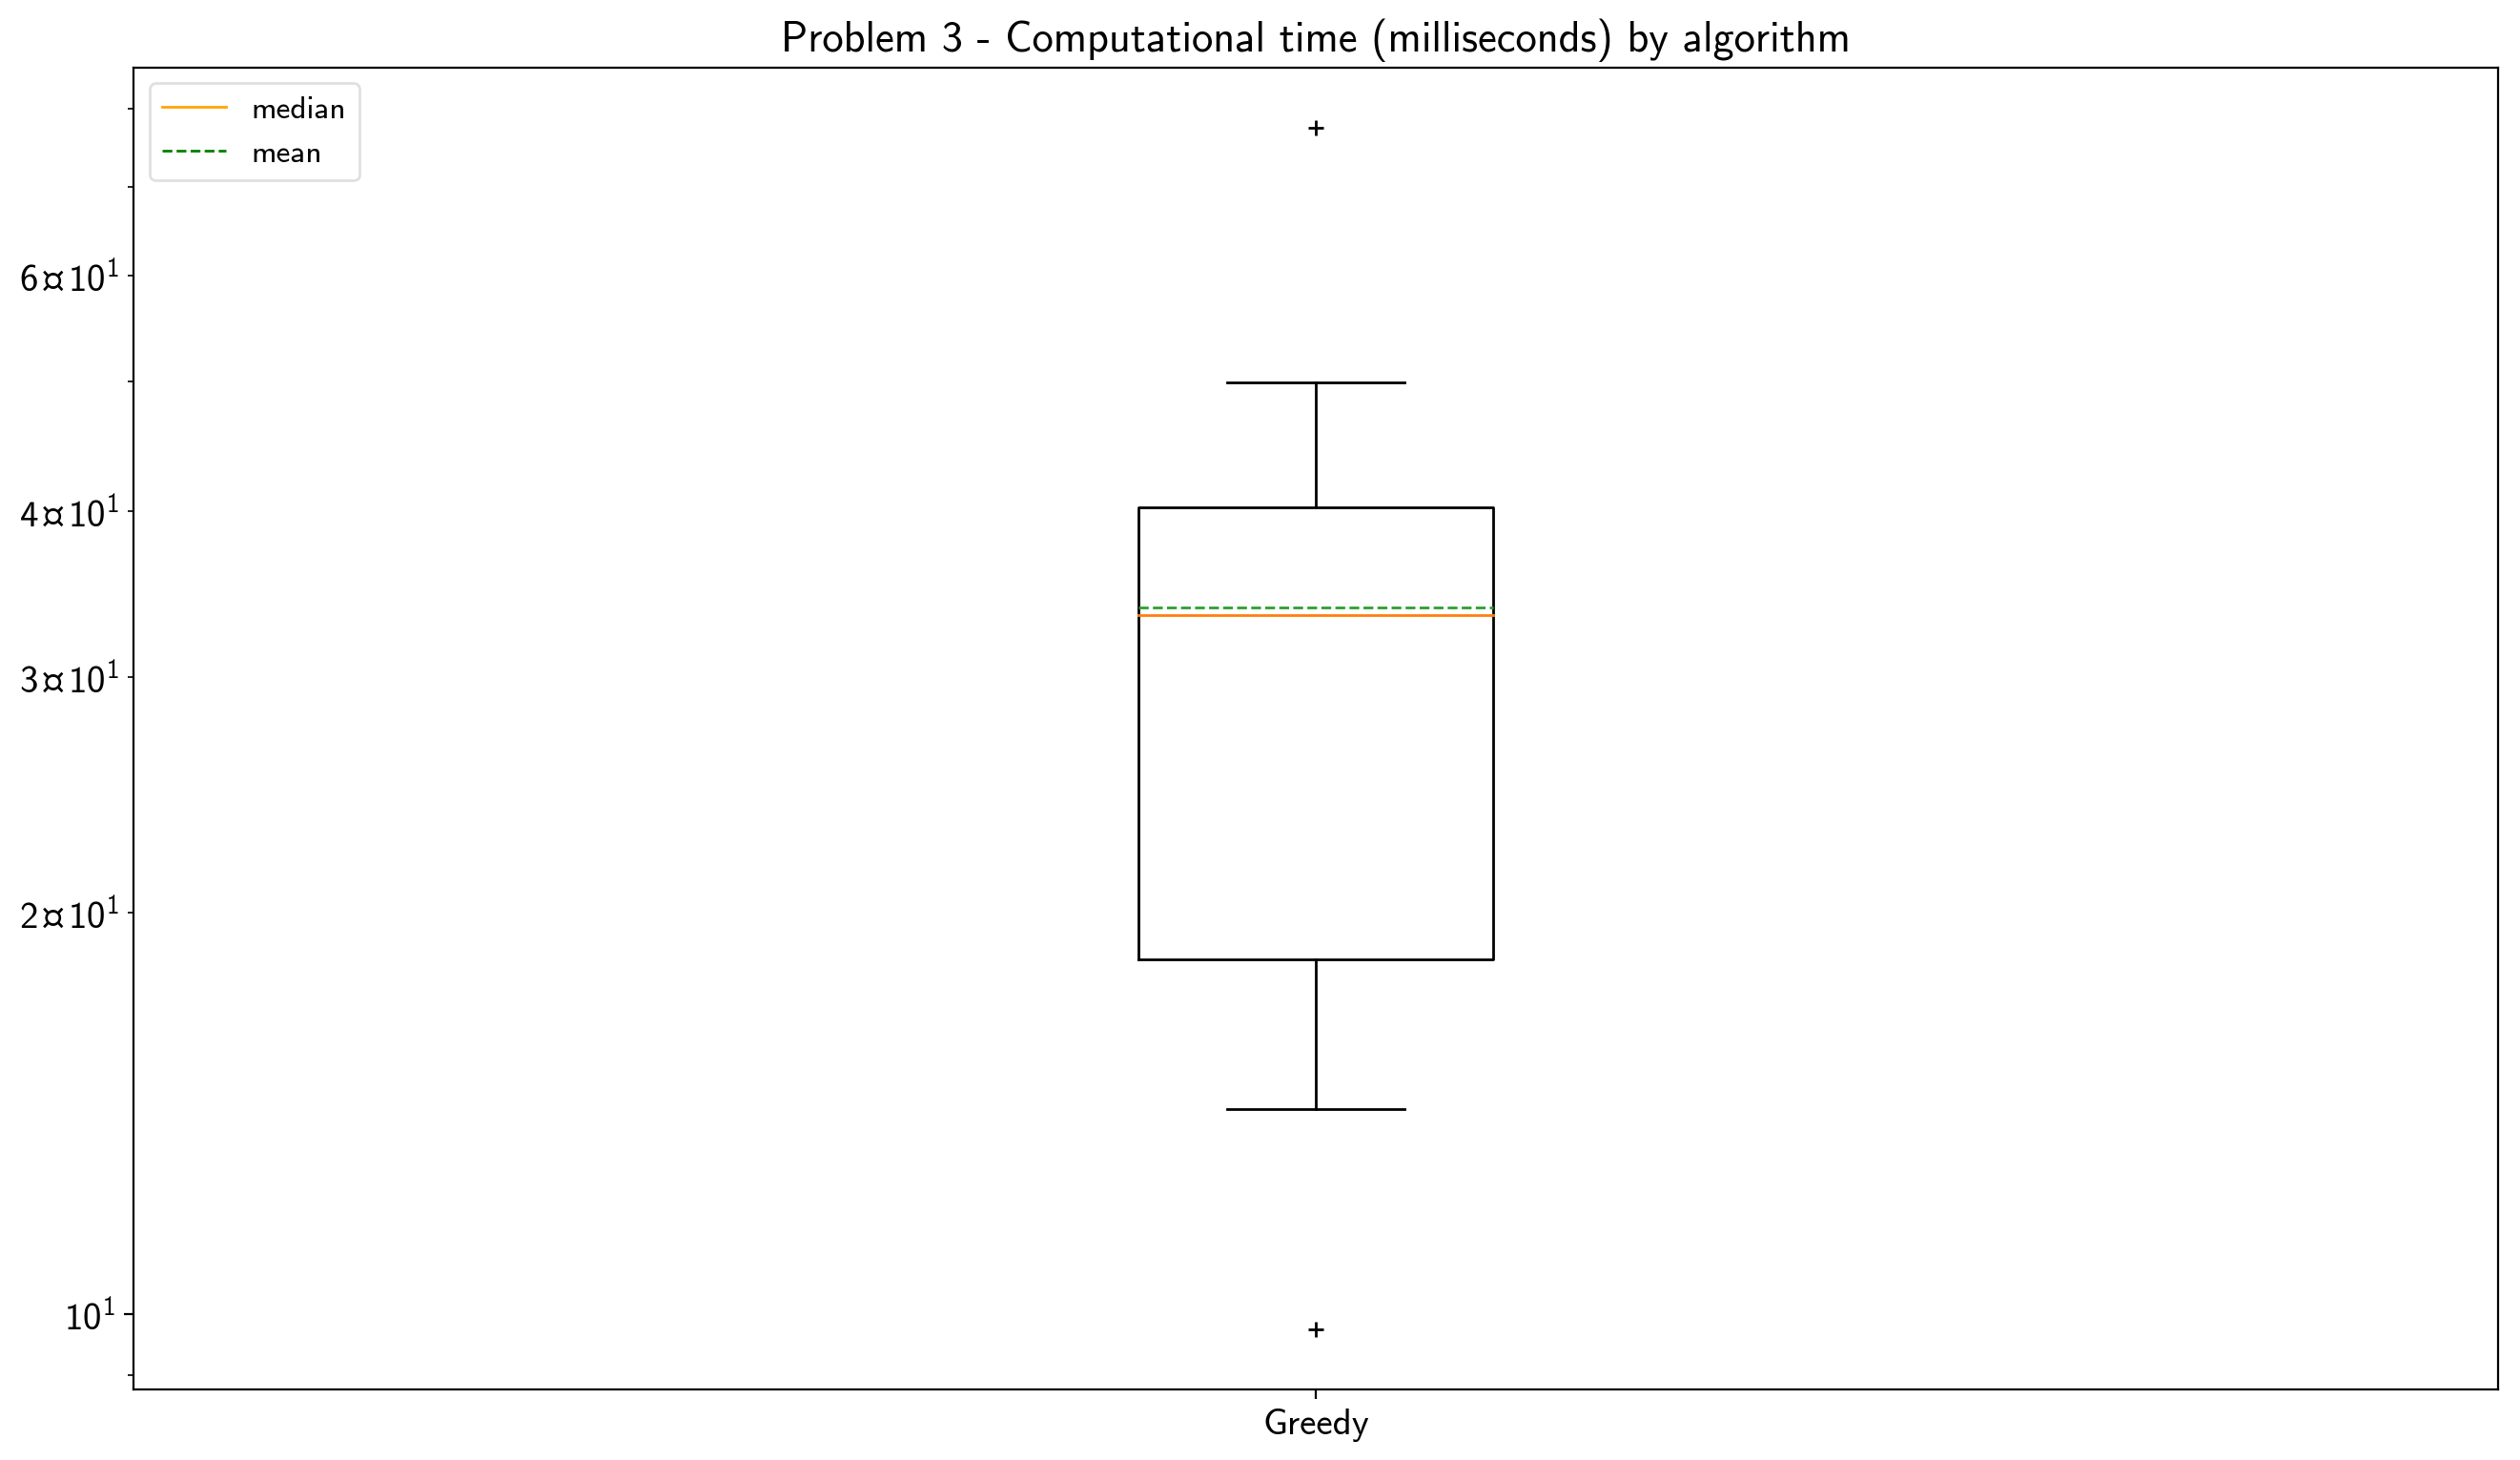 Problem 3 - Computational time (milliseconds) by algorithm
median
mean
6¤10¹
4¤10¹
3¤10¹
2¤10¹
10¹
Greedy